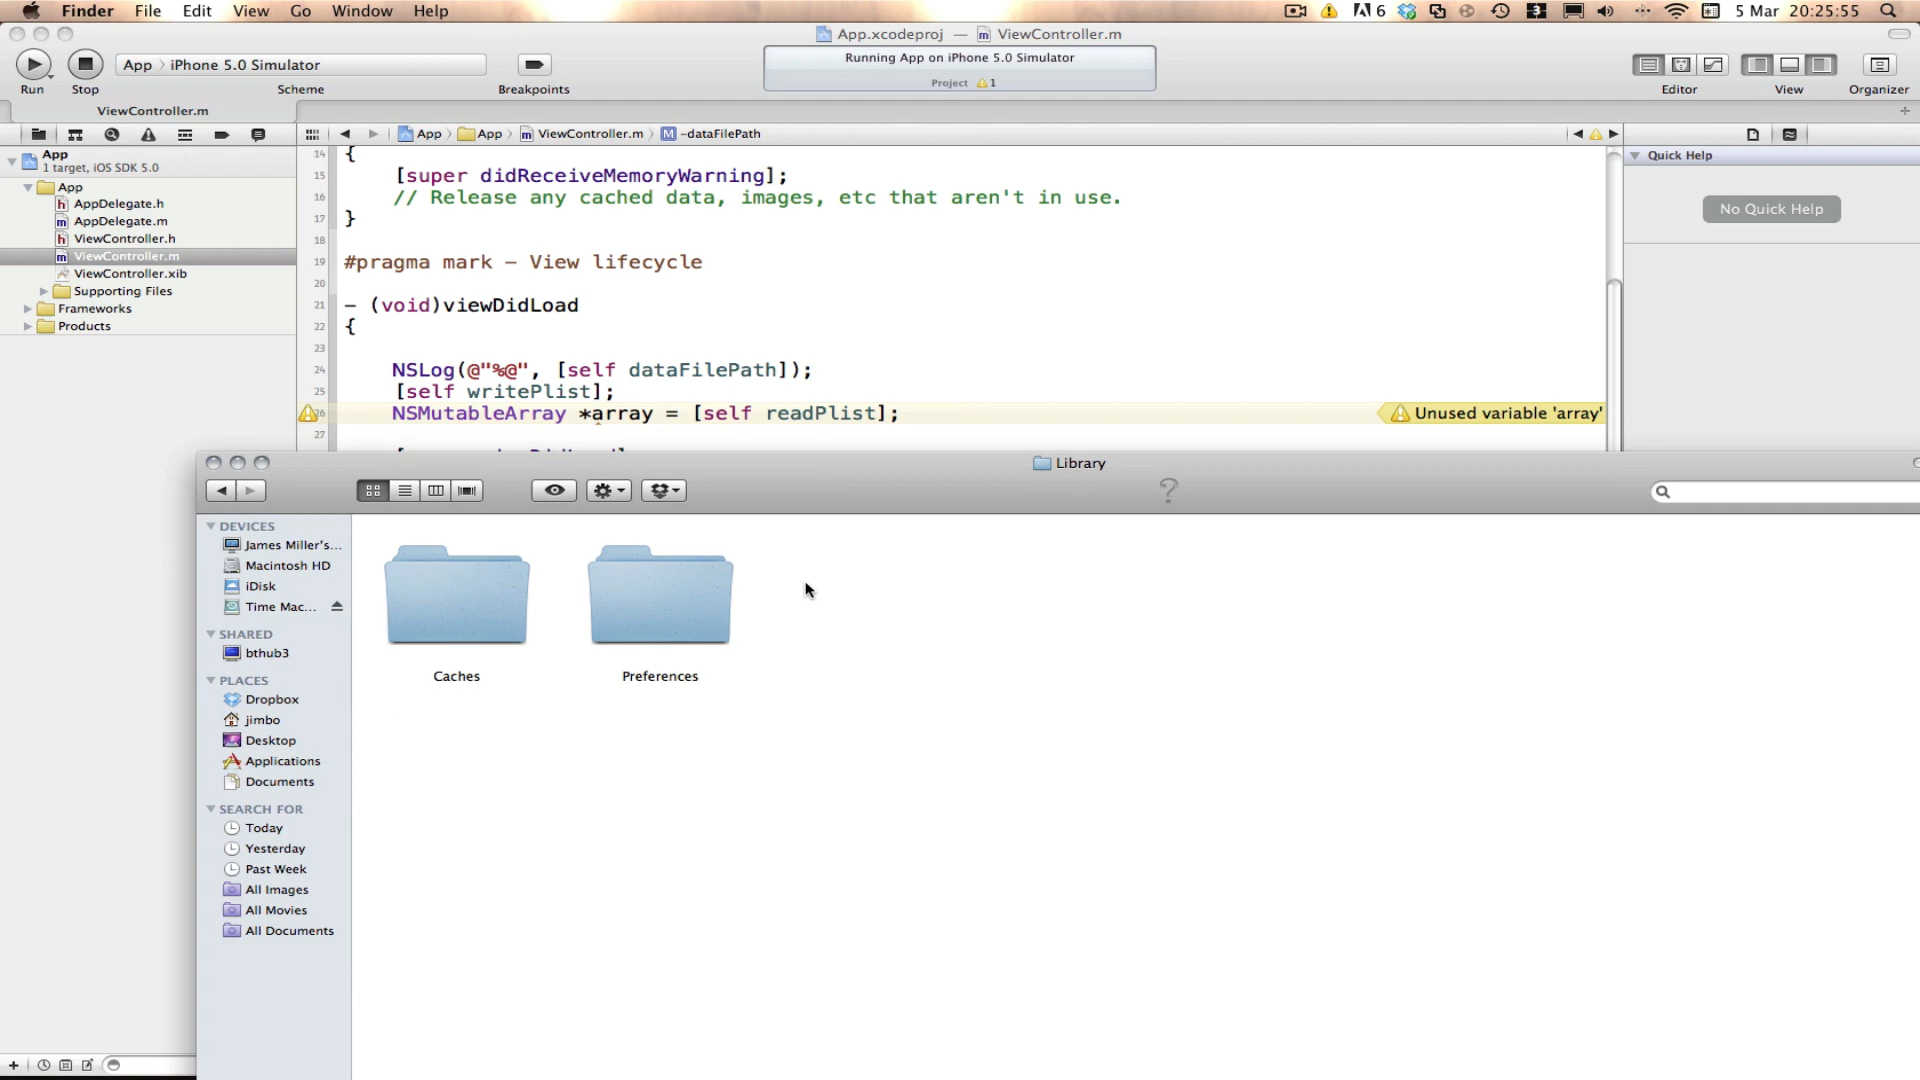 Finder File Edit View Go Window Help
6 3 5 Mar 20:25:55
App.xcodeproj — ViewController.m
App iPhone 5.0 Simulator
Running App on iPhone 5.0 Simulator
Project 1
Run Stop Scheme Breakpoints Editor View Organizer
ViewController.m
App App ViewController.m M -dataFilePath
App
1 target, iOS SDK 5.0
App
h AppDelegate.h
m AppDelegate.m
h ViewController.h
m ViewController.m
ViewController.xib
Supporting Files
Frameworks
Products
14 {
15 [super didReceiveMemoryWarning];
16 // Release any cached data, images, etc that aren't in use.
17 }
18
19 #pragma mark - View lifecycle
20
21 - (void)viewDidLoad
22 {
23
24 NSLog(@"%@", [self dataFilePath]);
25 [self writePlist];
26 NSMutableArray *array = [self readPlist];
Unused variable 'array'
27
Quick Help
No Quick Help
Library
DEVICES
James Miller's...
Macintosh HD
iDisk
Time Mac...
SHARED
bthub3
PLACES
Dropbox
jimbo
Desktop
Applications
Documents
SEARCH FOR
Today
Yesterday
Past Week
All Images
All Movies
All Documents
Caches
Preferences